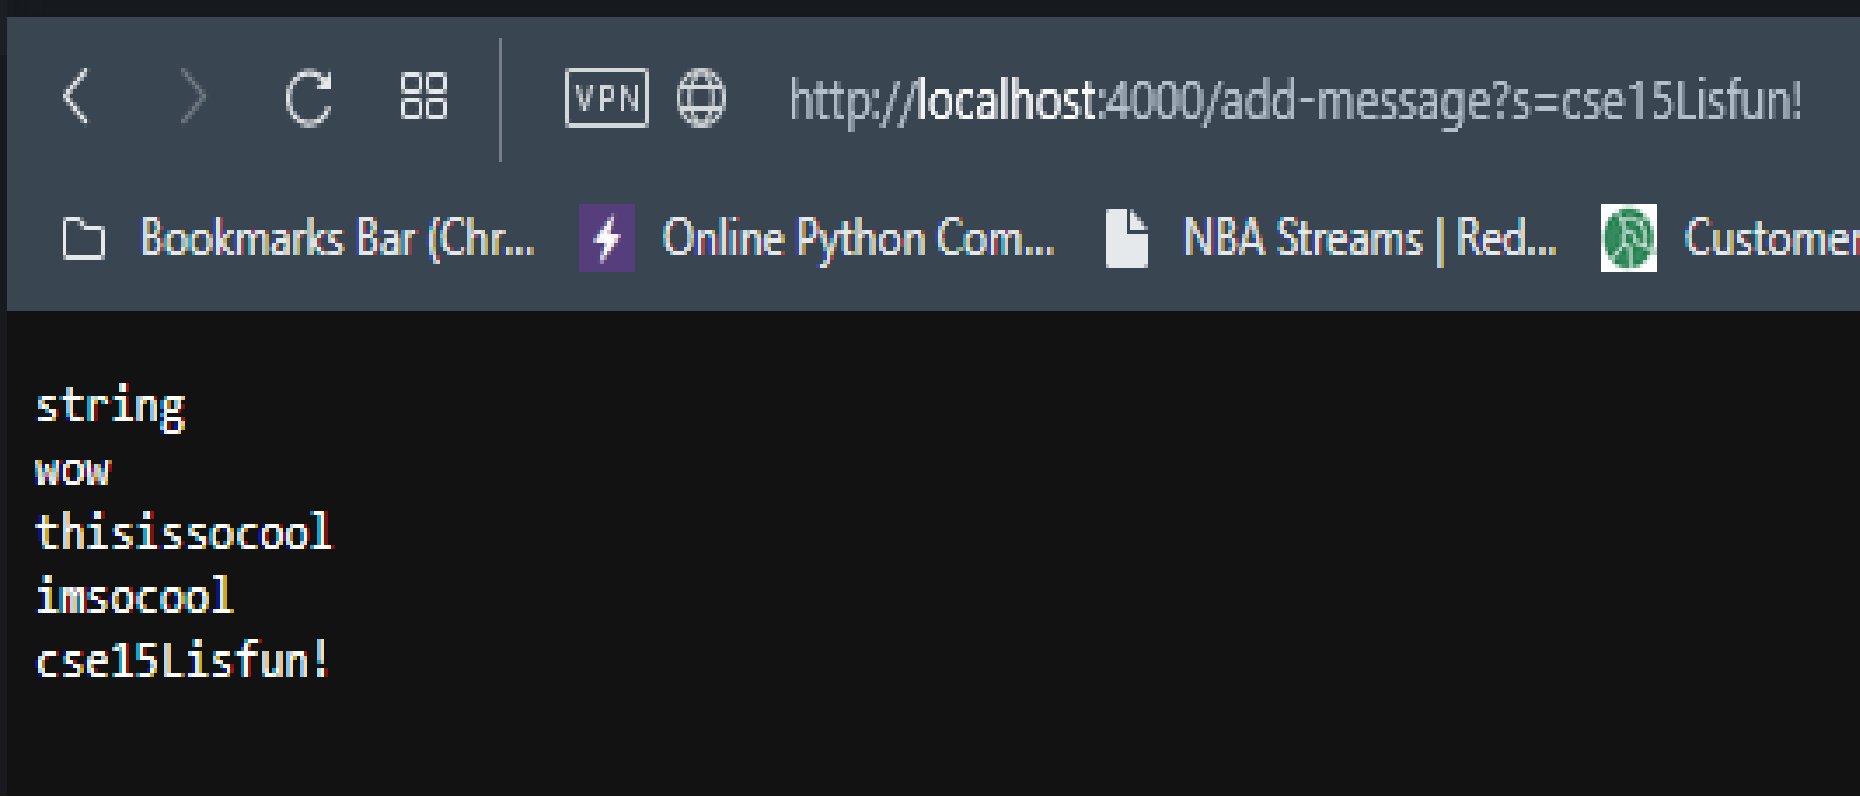 VPN http://localhost:4000/add-message?s=cse15Lisfun!
Bookmarks Bar (Chr... Online Python Com... NBA Streams | Red... Customer
string
wow
thisissocool
imsocool
cse15Lisfun!